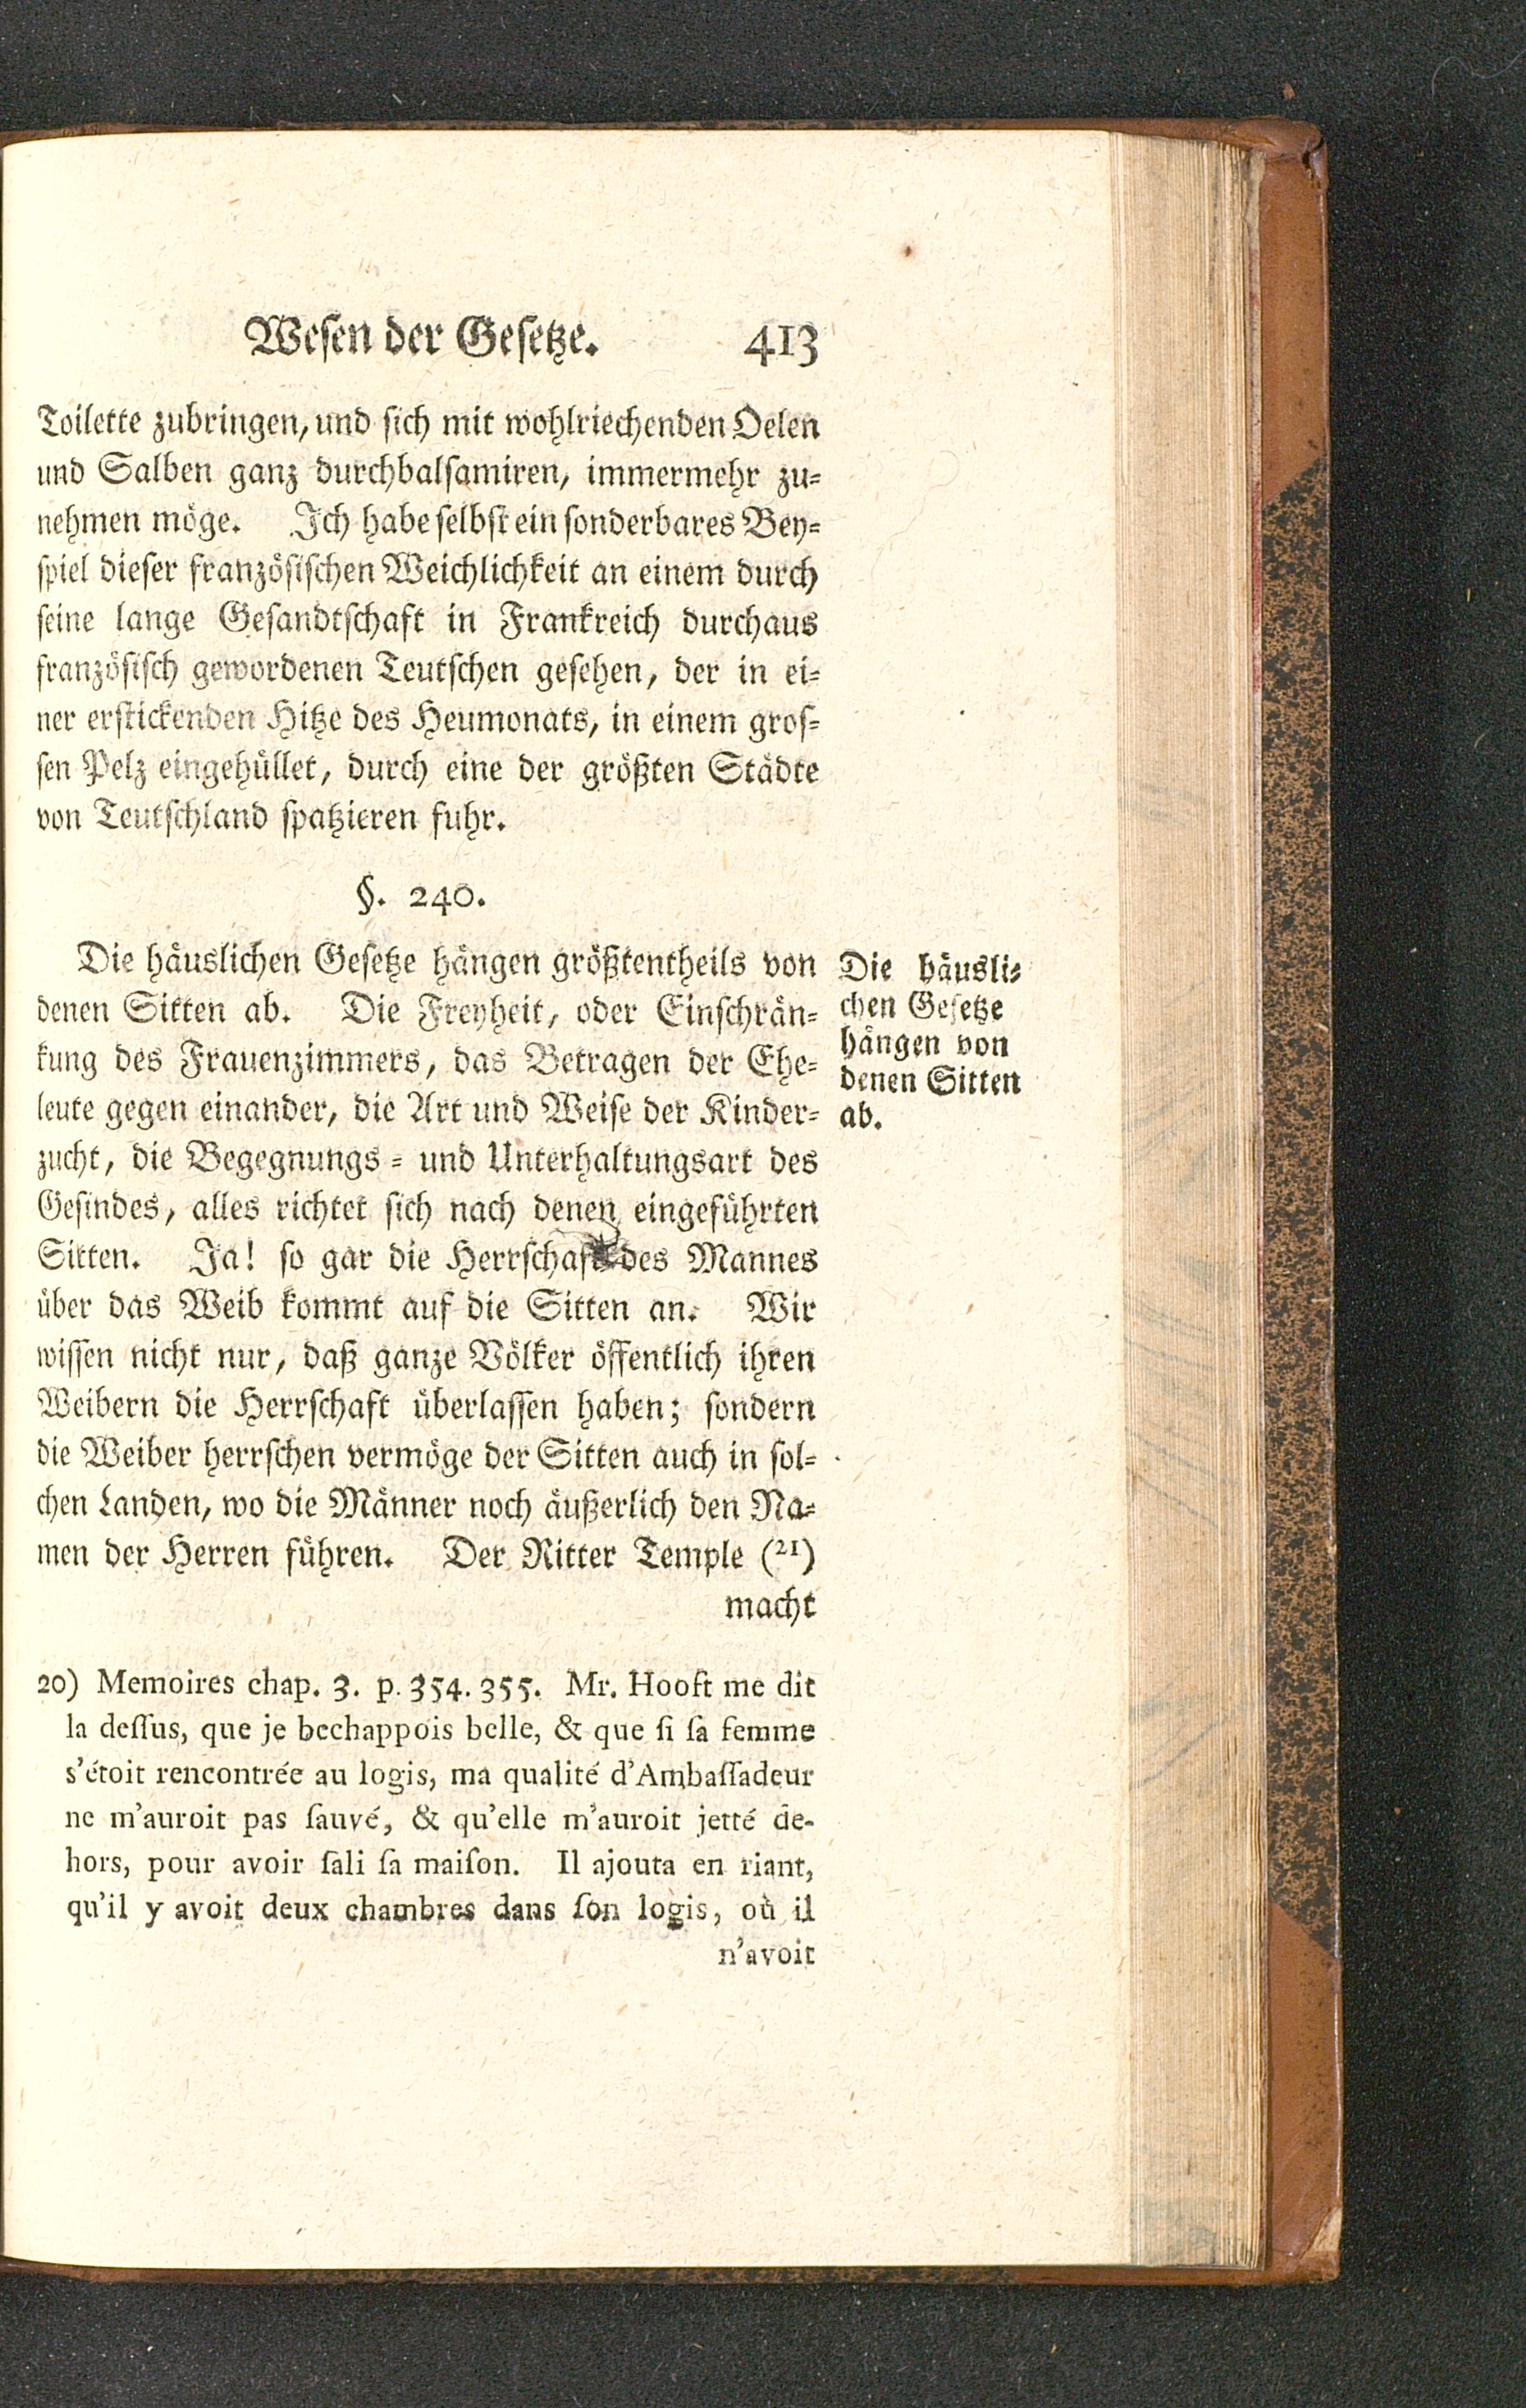 Wesen der Gesetze. 413
Toilette zubringen, und sich mit wohlriechenden Oelen
und Salben ganz durchbalsamiren, immermehr zu-
nehmen möge. Ich habe selbst ein sonderbares Bey-
spiel dieser französischen Weichlichkeit an einem durch
seine lange Gesandtschaft in Frankreich durchaus
französisch gewordenen Teutschen gesehen, der in ei-
ner erstickenden Hitze des Heumonats, in einem gros-
sen Pelz eingehüllet, durch eine der größten Städte
von Teutschland spatzieren fuhr.
§. 240.
Die häuslichen Gesetze hängen größtentheils von
denen Sitten ab. Die Freyheit, oder Einschrän-
kung des Frauenzimmers, das Betragen der Ehe-
leute gegen einander, die Art und Weise der Kinder-
zucht, die Begegnungs- und Unterhaltungsart des
Gesindes, alles richtet sich nach denen eingeführten
Sitten. Ja! so gar die Herrschaft des Mannes
über das Weib kommt auf die Sitten an. Wir
wissen nicht nur, daß ganze Völker öffentlich ihren
Weibern die Herrschaft überlassen haben; sondern
die Weiber herrschen vermöge der Sitten auch in sol-
chen Landen, wo die Männer noch äußerlich den Na-
men der Herren führen. Der Ritter Temple (21)
macht
Die häusli-
chen Gesetze
hängen von
denen Sitten
ab.
20) Memoires chap. 3. p. 354. 355. Mr. Hooft me dit
la deſſus, que je bechappois belle, & que ſi ſa femme
s'étoit rencontrée au logis, ma qualité d'Ambaſſadeur
ne m'auroit pas ſauvé, & qu'elle m'auroit jetté de-
hors, pour avoir ſali ſa maiſon. Il ajouta en riant,
qu'il y avoit deux chambres dans ſon logis, où il
n'avoit